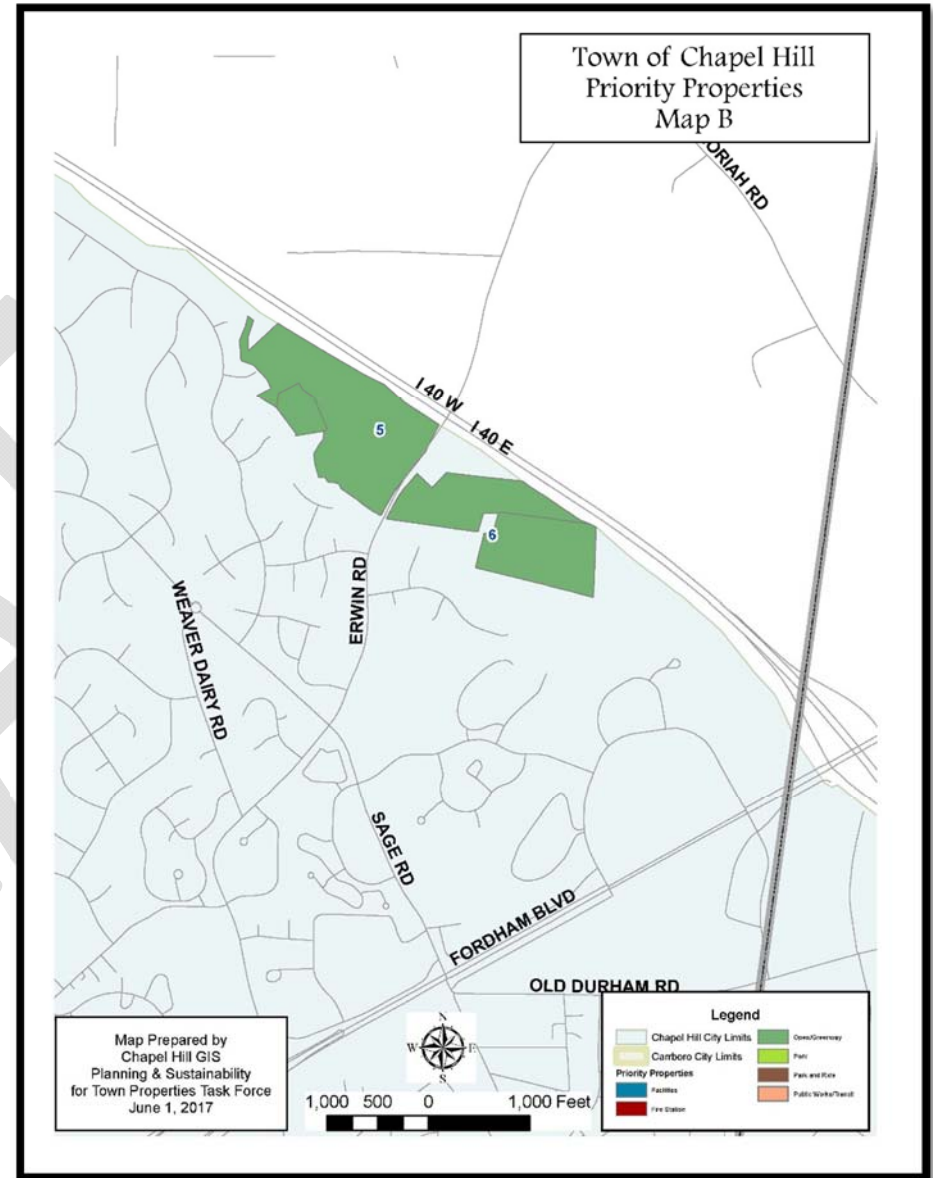 Town of Chapel Hill
Priority Properties
Map B
ORIAH RD
I 40 W
I 40 E
5
6
ERWIN RD
WEAVER DAIRY RD
SAGE RD
FORDHAM BLVD
OLD DURHAM RD
Map Prepared by
Chapel Hill GIS
Planning & Sustainability
for Town Properties Task Force
June 1, 2017
N
W E
S
1,000 500 0 1,000 Feet
Legend
Chapel Hill City Limits
Carrboro City Limits
Priority Properties
Facilities
Fire Station
Open/Greenway
Park
Park and Ride
Public Works/Transit